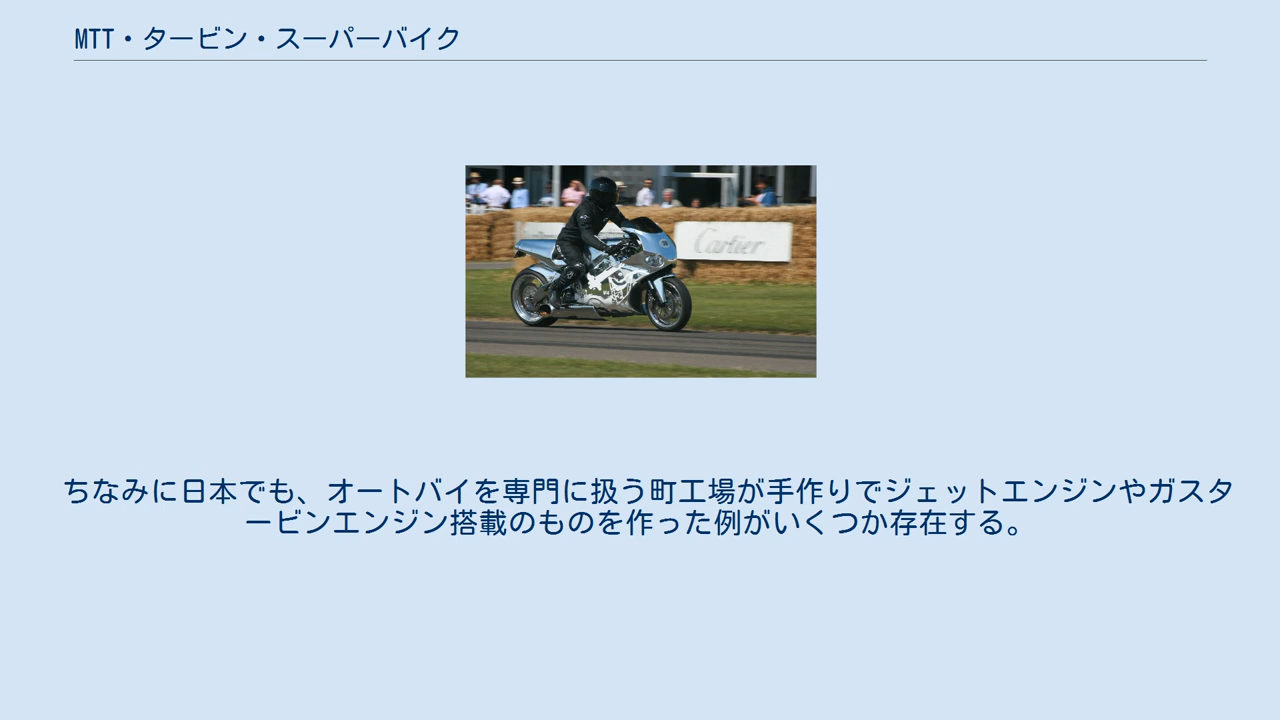 MTT・タービン・スーパーバイク
Cartier
ちなみに日本でも、オートバイを専門に扱う町工場が手作りでジェットエンジンやガスタ
ービンエンジン搭載のものを作った例がいくつか存在する。